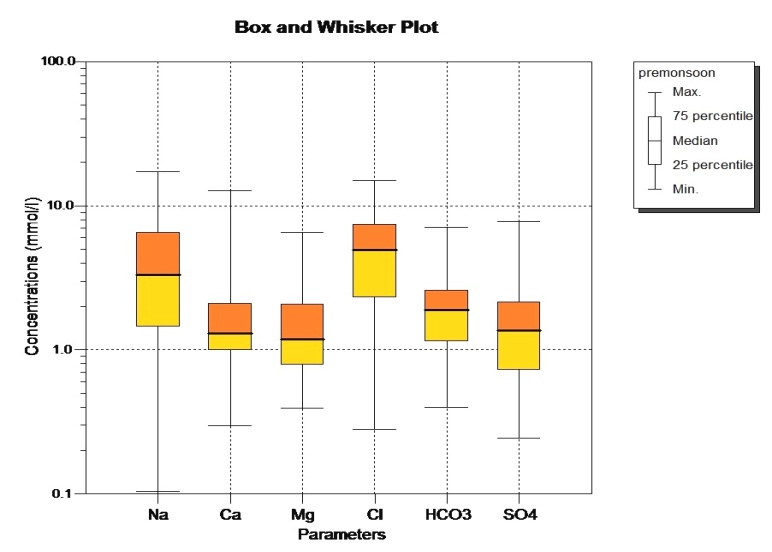 Box and Whisker Plot
100.0
10.0
1.0
0.1
Concentrations (mmol/l)
Na Ca Mg Cl HCO3 SO4
Parameters
premonsoon
Max.
75 percentile
Median
25 percentile
Min.